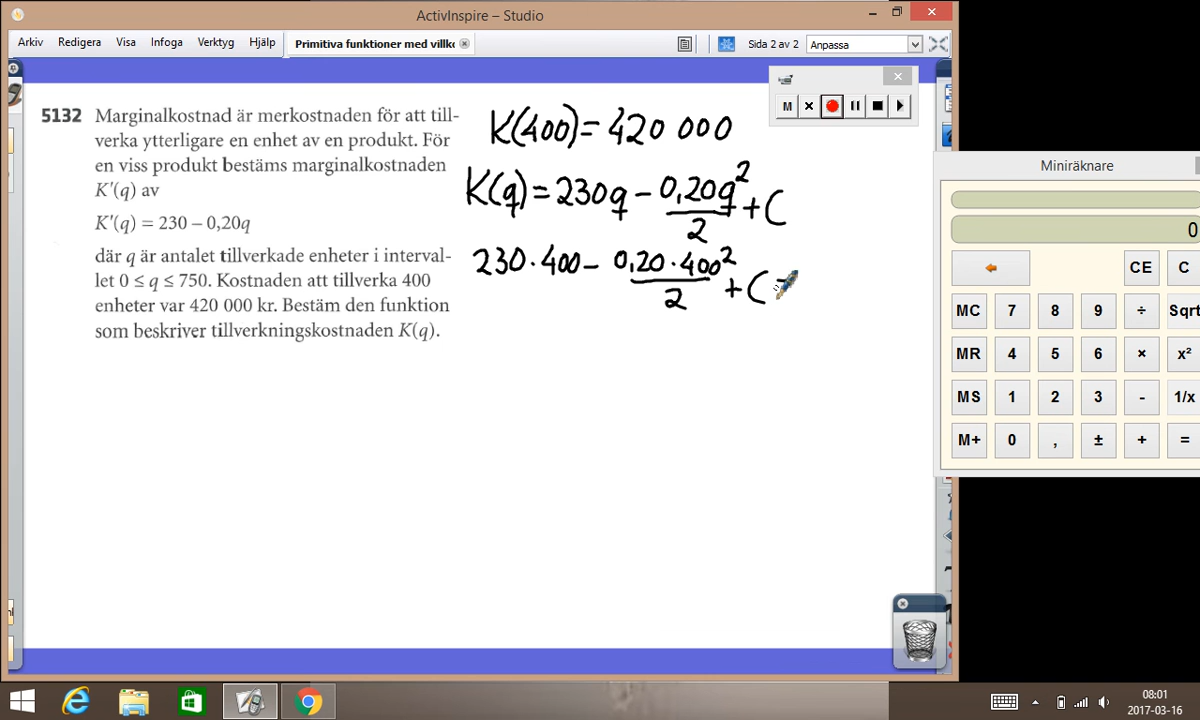 ActivInspire – Studio
Arkiv Redigera Visa Infoga Verktyg Hjälp
Primitiva funktioner med villko
Sida 2 av 2
Anpassa
5132 Marginalkostnad är merkostnaden för att till-
verka ytterligare en enhet av en produkt. För
en viss produkt bestäms marginalkostnaden
K'(q) av
K'(q) = 230 – 0,20q
där q är antalet tillverkade enheter i interval-
let 0 ≤ q ≤ 750. Kostnaden att tillverka 400
enheter var 420 000 kr. Bestäm den funktion
som beskriver tillverkningskostnaden K(q).
K(400) = 420 000
K(q) = 230q – 0,20q²/2 + C
230·400 – 0,20·400²/2 + C =
M
Miniräknare
0
CE C
MC 7 8 9 ÷ Sqrt
MR 4 5 6 × x²
MS 1 2 3 - 1/x
M+ 0 , ± + =
08:01
2017-03-16